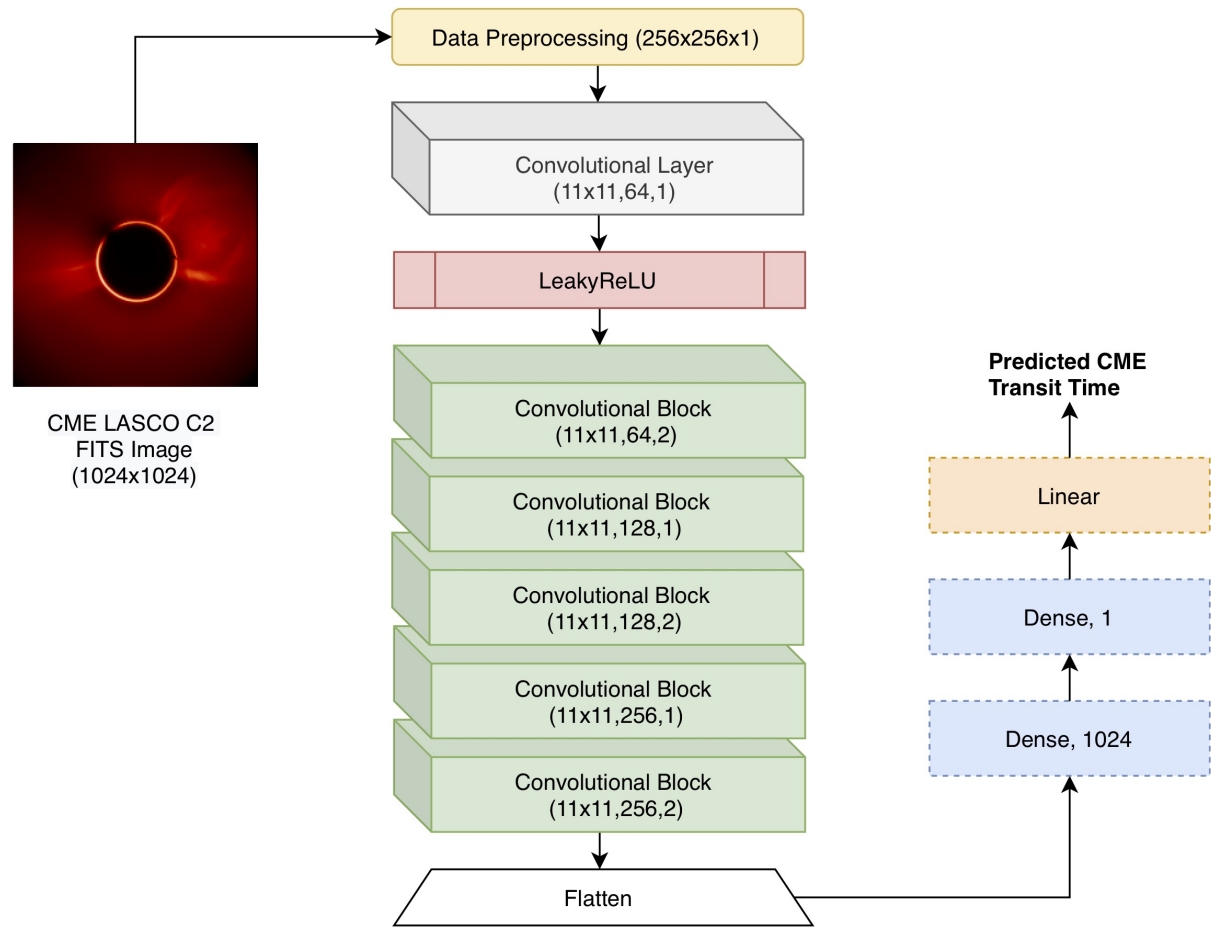 Data Preprocessing (256x256x1)
Convolutional Layer
(11x11,64,1)
LeakyReLU
Convolutional Block
(11x11,64,2)
Convolutional Block
(11x11,128,1)
Convolutional Block
(11x11,128,2)
Convolutional Block
(11x11,256,1)
Convolutional Block
(11x11,256,2)
Flatten
CME LASCO C2
FITS Image
(1024x1024)
Predicted CME
Transit Time
Linear
Dense, 1
Dense, 1024